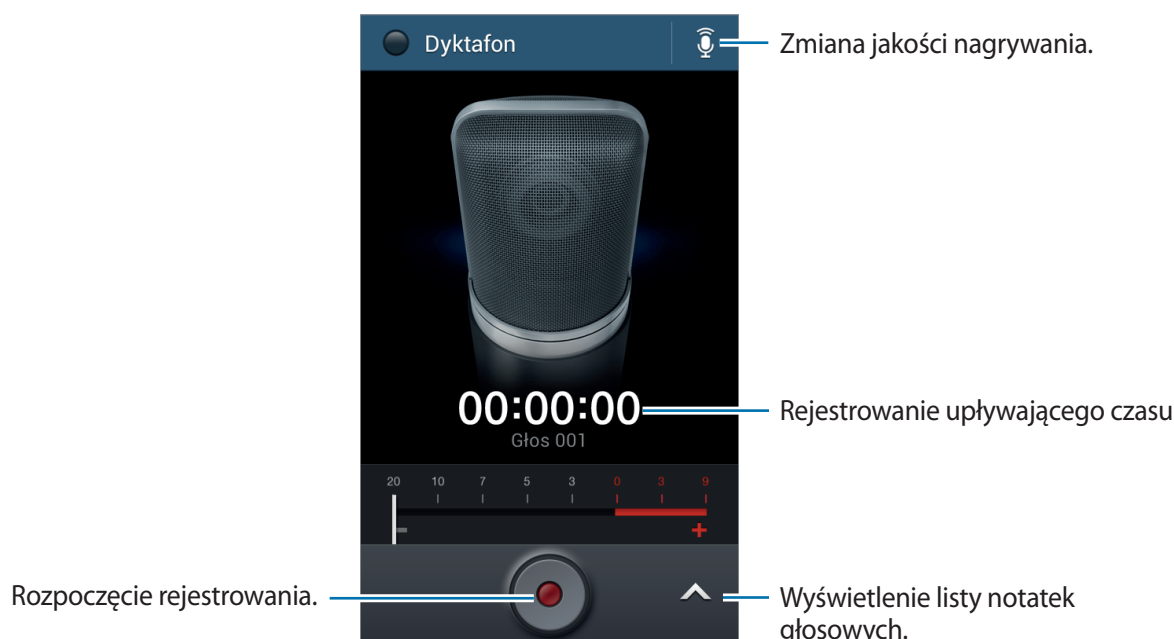 Dyktafon
Zmiana jakości nagrywania.
00:00:00
Rejestrowanie upływającego czasu
Głos 001
20 10 7 5 3 0 3 9
- +
Rozpoczęcie rejestrowania.
Wyświetlenie listy notatek
głosowych.